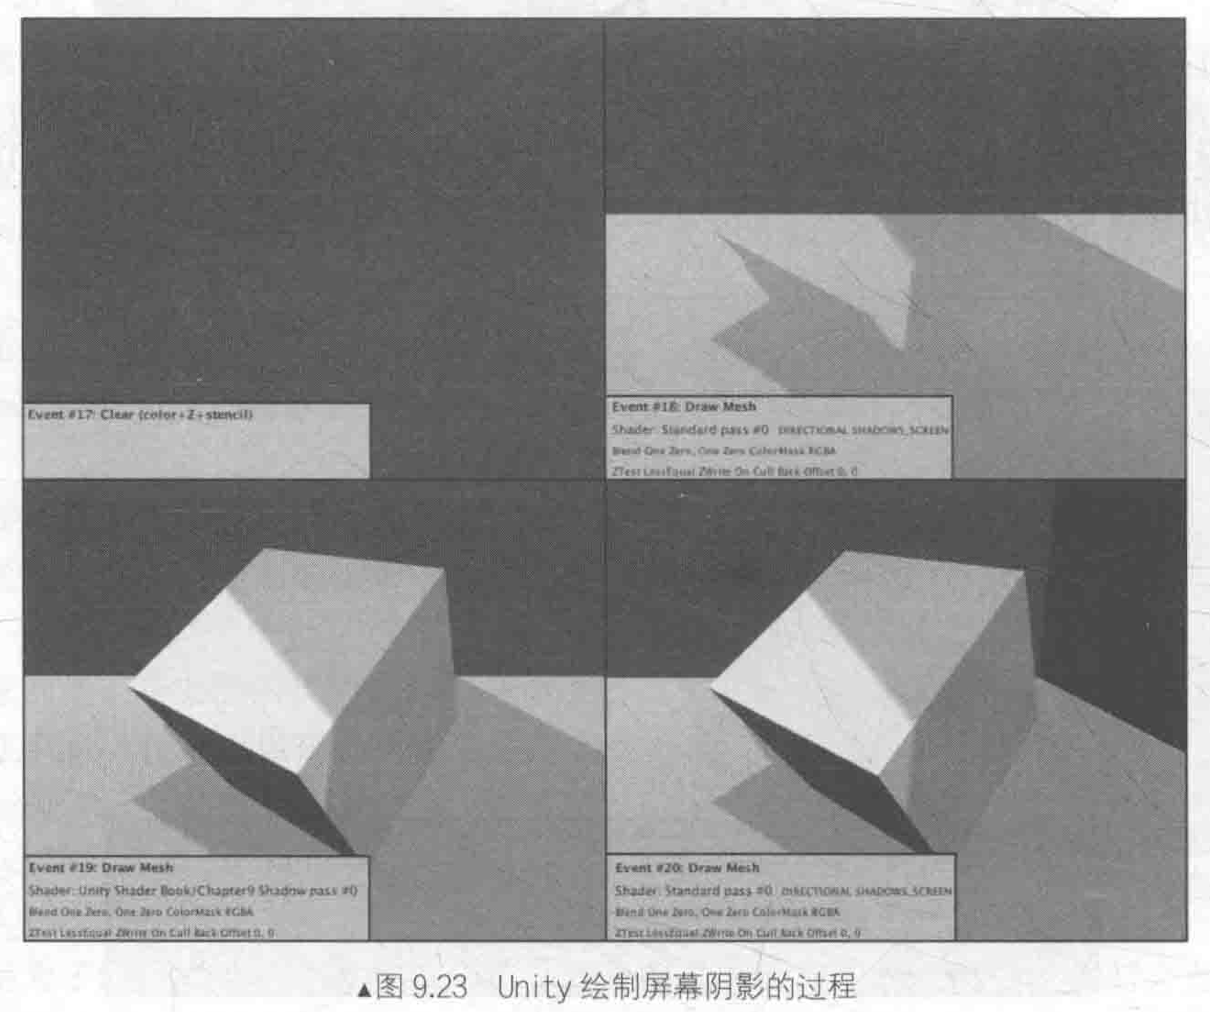 Event #17: Clear (color+Z+stencil)
Event #18: Draw Mesh
Shader: Standard pass #0 DIRECTIONAL SHADOWS_SCREEN
Blend One Zero, One Zero ColorMask RGBA
ZTest LessEqual ZWrite On Cull Back Offset 0, 0
Event #19: Draw Mesh
Shader: Unity Shader Book/Chapter9 Shadow pass #0
Blend One Zero, One Zero ColorMask RGBA
ZTest LessEqual ZWrite On Cull Back Offset 0, 0
Event #20: Draw Mesh
Shader: Standard pass #0 DIRECTIONAL SHADOWS_SCREEN
Blend One Zero, One Zero ColorMask RGBA
ZTest LessEqual ZWrite On Cull Back Offset 0, 0
▲图 9.23 Unity 绘制屏幕阴影的过程